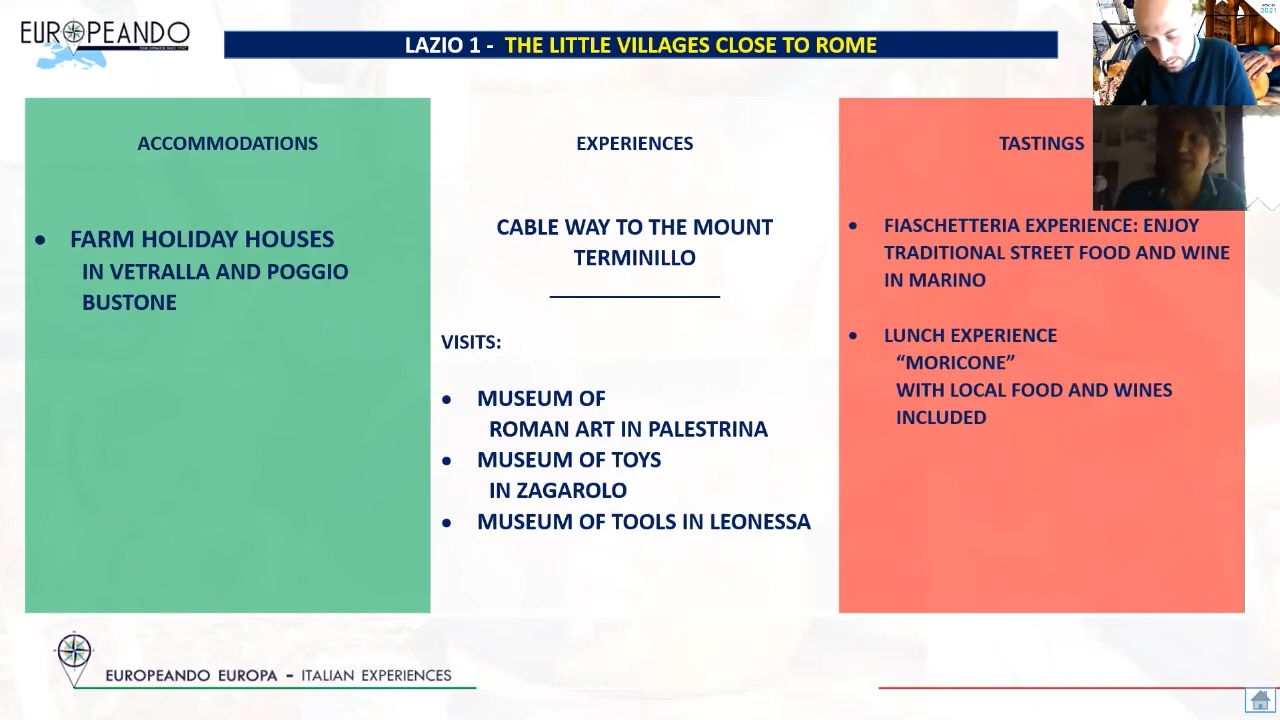 EUROPEANDO
LAZIO 1 - THE LITTLE VILLAGES CLOSE TO ROME
2021
ACCOMMODATIONS
• FARM HOLIDAY HOUSES
IN VETRALLA AND POGGIO
BUSTONE
EXPERIENCES
CABLE WAY TO THE MOUNT
TERMINILLO
VISITS:
• MUSEUM OF
ROMAN ART IN PALESTRINA
• MUSEUM OF TOYS
IN ZAGAROLO
• MUSEUM OF TOOLS IN LEONESSA
TASTINGS
• FIASCHETTERIA EXPERIENCE: ENJOY
TRADITIONAL STREET FOOD AND WINE
IN MARINO
• LUNCH EXPERIENCE
“MORICONE”
WITH LOCAL FOOD AND WINES
INCLUDED
EUROPEANDO EUROPA – ITALIAN EXPERIENCES